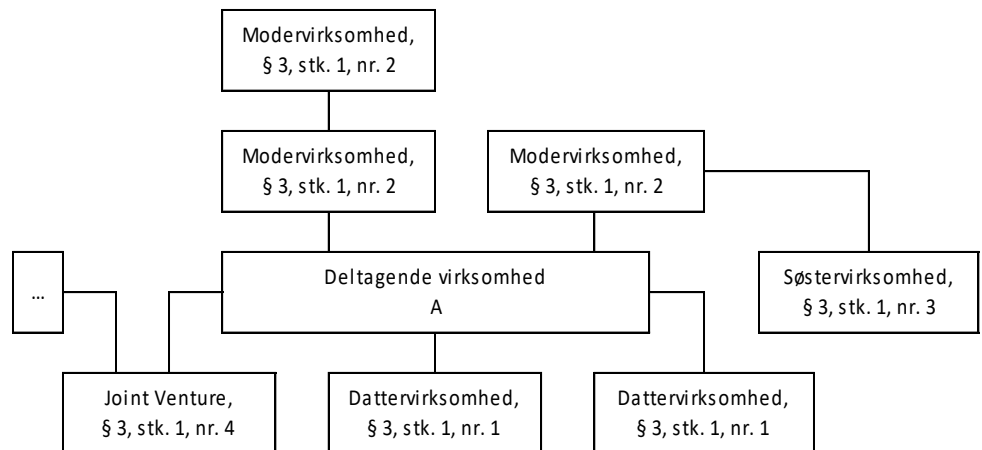 Modervirksomhed,
§ 3, stk. 1, nr. 2
Modervirksomhed,
§ 3, stk. 1, nr. 2
Modervirksomhed,
§ 3, stk. 1, nr. 2
...
Deltagende virksomhed
A
Søstervirksomhed,
§ 3, stk. 1, nr. 3
Joint Venture,
§ 3, stk. 1, nr. 4
Dattervirksomhed,
§ 3, stk. 1, nr. 1
Dattervirksomhed,
§ 3, stk. 1, nr. 1